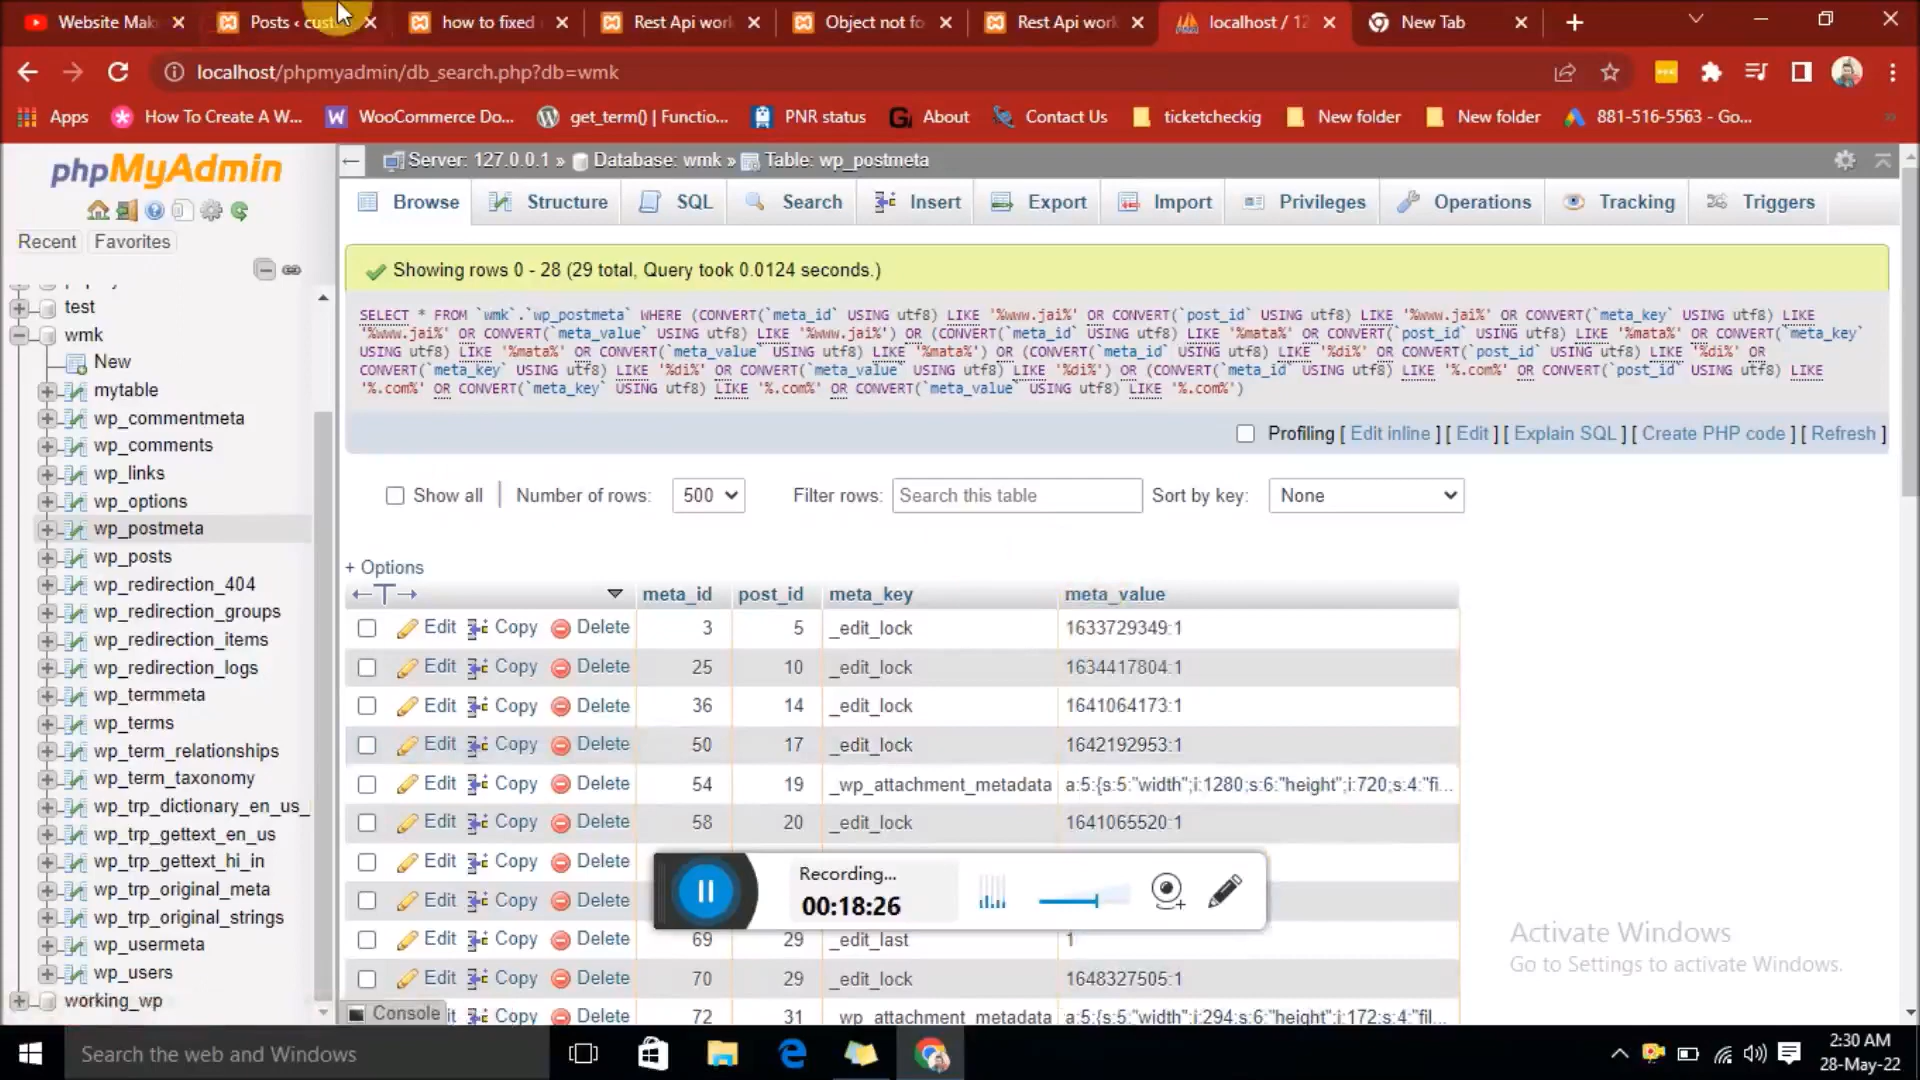 Website Mak
Posts ‹ cust
how to fixed
Rest Api wor
Object not fo
Rest Api wor
localhost / 12
New Tab
localhost/phpmyadmin/db_search.php?db=wmk
Apps
How To Create A W...
WooCommerce Do...
get_term() | Functio...
PNR status
About
Contact Us
ticketcheckig
New folder
New folder
881-516-5563 - Go...
phpMyAdmin
Recent
Favorites
test
wmk
New
mytable
wp_commentmeta
wp_comments
wp_links
wp_options
wp_postmeta
wp_posts
wp_redirection_404
wp_redirection_groups
wp_redirection_items
wp_redirection_logs
wp_termmeta
wp_terms
wp_term_relationships
wp_term_taxonomy
wp_trp_dictionary_en_us_
wp_trp_gettext_en_us
wp_trp_gettext_hi_in
wp_trp_original_meta
wp_trp_original_strings
wp_usermeta
wp_users
working_wp
Server: 127.0.0.1 » Database: wmk » Table: wp_postmeta
Browse Structure SQL Search Insert Export Import Privileges Operations Tracking Triggers
Showing rows 0 - 28 (29 total, Query took 0.0124 seconds.)
SELECT * FROM `wmk`.`wp_postmeta` WHERE (CONVERT(`meta_id` USING utf8) LIKE '%www.jai%' OR CONVERT(`post_id` USING utf8) LIKE '%www.jai%' OR CONVERT(`meta_key` USING utf8) LIKE
'%www.jai%' OR CONVERT(`meta_value` USING utf8) LIKE '%www.jai%') OR (CONVERT(`meta_id` USING utf8) LIKE '%mata%' OR CONVERT(`post_id` USING utf8) LIKE '%mata%' OR CONVERT(`meta_key`
USING utf8) LIKE '%mata%' OR CONVERT(`meta_value` USING utf8) LIKE '%mata%') OR (CONVERT(`meta_id` USING utf8) LIKE '%di%' OR CONVERT(`post_id` USING utf8) LIKE '%di%' OR
CONVERT(`meta_key` USING utf8) LIKE '%di%' OR CONVERT(`meta_value` USING utf8) LIKE '%di%') OR (CONVERT(`meta_id` USING utf8) LIKE '%.com%' OR CONVERT(`post_id` USING utf8) LIKE
'%.com%' OR CONVERT(`meta_key` USING utf8) LIKE '%.com%' OR CONVERT(`meta_value` USING utf8) LIKE '%.com%')
Profiling [ Edit inline ] [ Edit ] [ Explain SQL ] [ Create PHP code ] [ Refresh ]
Show all Number of rows: 500 Filter rows: Search this table Sort by key: None
+ Options
←T→ meta_id post_id meta_key meta_value
Edit Copy Delete 3 5 _edit_lock 1633729349:1
Edit Copy Delete 25 10 _edit_lock 1634417804:1
Edit Copy Delete 36 14 _edit_lock 1641064173:1
Edit Copy Delete 50 17 _edit_lock 1642192953:1
Edit Copy Delete 54 19 _wp_attachment_metadata a:5:{s:5:"width";i:1280;s:6:"height";i:720;s:4:"fi...
Edit Copy Delete 58 20 _edit_lock 1641065520:1
Edit Copy Delete
Edit Copy Delete
Edit Copy Delete 69 29 _edit_last 1
Edit Copy Delete 70 29 _edit_lock 1648327505:1
Console it Copy Delete 72 31 _wp_attachment_metadata a:5:{s:5:"width";i:294;s:6:"height";i:172;s:4:"fil...
Recording...
00:18:26
Activate Windows
Go to Settings to activate Windows.
Search the web and Windows
2:30 AM
28-May-22